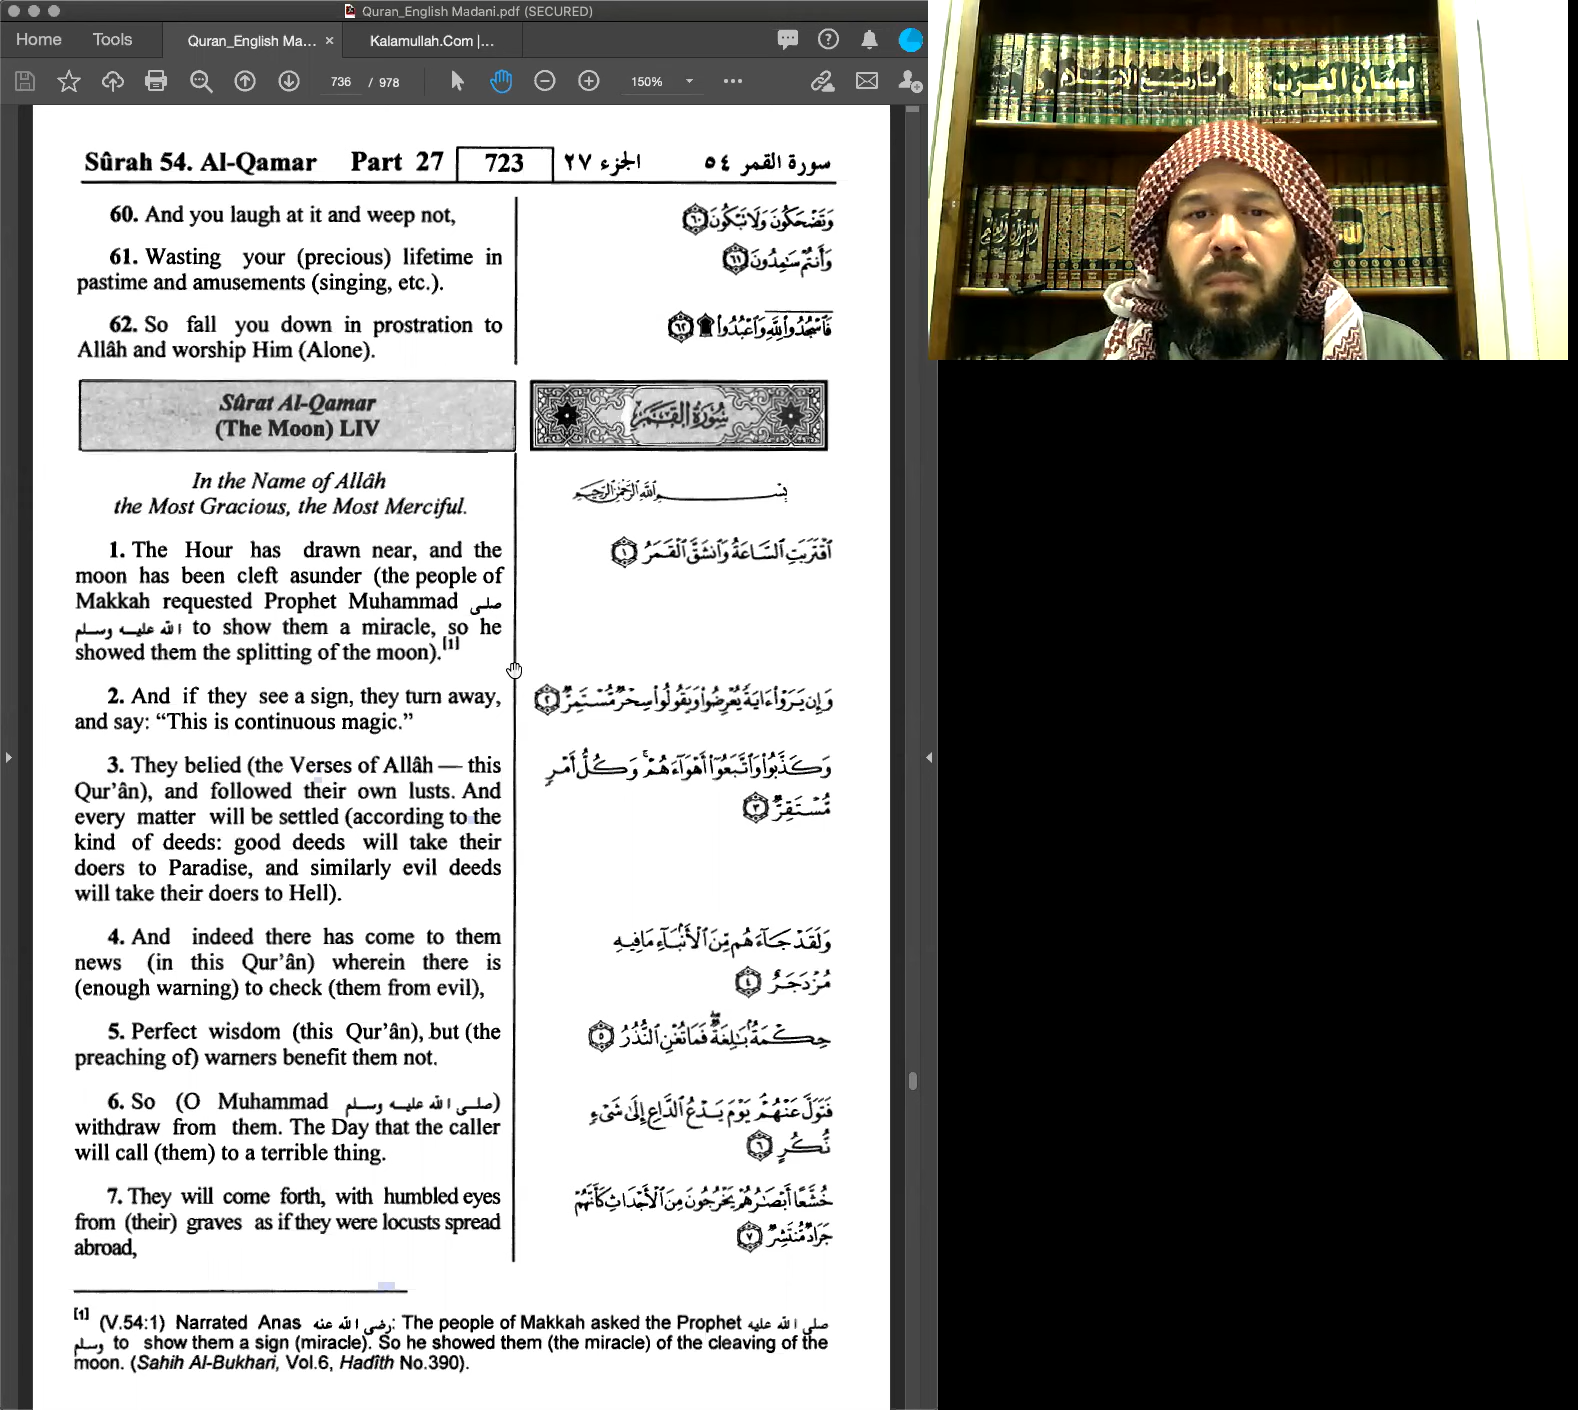 Quran_English Madani.pdf (SECURED)
Home Tools Quran_English Ma... × Kalamullah.Com |...
736 / 978 150%
Sûrah 54. Al-Qamar Part 27 723 الجزء ٢٧ سورة القمر ٥٤
60. And you laugh at it and weep not,
وَتَضْحَكُونَ وَلَا تَبْكُونَ ٦٠
61. Wasting your (precious) lifetime in
pastime and amusements (singing, etc.).
وَأَنتُمْ سَٰمِدُونَ ٦١
62. So fall you down in prostration to
Allâh and worship Him (Alone).
فَٱسْجُدُوا۟ لِلَّهِ وَٱعْبُدُوا۟ ۩ ٦٢
Sûrat Al-Qamar
(The Moon) LIV
سُورَةُ القَمَرِ
In the Name of Allâh
the Most Gracious, the Most Merciful.
بِسْمِ ٱللَّهِ ٱلرَّحْمَٰنِ ٱلرَّحِيمِ
1. The Hour has drawn near, and the
moon has been cleft asunder (the people of
Makkah requested Prophet Muhammad صلى
الله عليه وسلم to show them a miracle, so he
showed them the splitting of the moon).[1]
ٱقْتَرَبَتِ ٱلسَّاعَةُ وَٱنشَقَّ ٱلْقَمَرُ ١
2. And if they see a sign, they turn away,
and say: “This is continuous magic.”
وَإِن يَرَوْا۟ ءَايَةً يُعْرِضُوا۟ وَيَقُولُوا۟ سِحْرٌ مُّسْتَمِرٌّ ٢
3. They belied (the Verses of Allâh — this
Qur’ân), and followed their own lusts. And
every matter will be settled (according to the
kind of deeds: good deeds will take their
doers to Paradise, and similarly evil deeds
will take their doers to Hell).
وَكَذَّبُوا۟ وَٱتَّبَعُوٓا۟ أَهْوَآءَهُمْ ۚ وَكُلُّ أَمْرٍ
مُّسْتَقِرٌّ ٣
4. And indeed there has come to them
news (in this Qur’ân) wherein there is
(enough warning) to check (them from evil),
وَلَقَدْ جَآءَهُم مِّنَ ٱلْأَنۢبَآءِ مَا فِيهِ
مُزْدَجَرٌ ٤
5. Perfect wisdom (this Qur’ân), but (the
preaching of) warners benefit them not.
حِكْمَةٌۢ بَٰلِغَةٌ ۖ فَمَا تُغْنِ ٱلنُّذُرُ ٥
6. So (O Muhammad صلى الله عليه وسلم)
withdraw from them. The Day that the caller
will call (them) to a terrible thing.
فَتَوَلَّ عَنْهُمْ ۘ يَوْمَ يَدْعُ ٱلدَّاعِ إِلَىٰ شَىْءٍ
نُّكُرٍ ٦
7. They will come forth, with humbled eyes
from (their) graves as if they were locusts spread
abroad,
خُشَّعًا أَبْصَٰرُهُمْ يَخْرُجُونَ مِنَ ٱلْأَجْدَاثِ كَأَنَّهُمْ
جَرَادٌ مُّنتَشِرٌ ٧
[1] (V.54:1) Narrated Anas رضي الله عنه: The people of Makkah asked the Prophet صلى الله عليه
وسلم to show them a sign (miracle). So he showed them (the miracle) of the cleaving of the
moon. (Sahih Al-Bukhari, Vol.6, Hadîth No.390).
تاريخ الإسلام لسان العرب